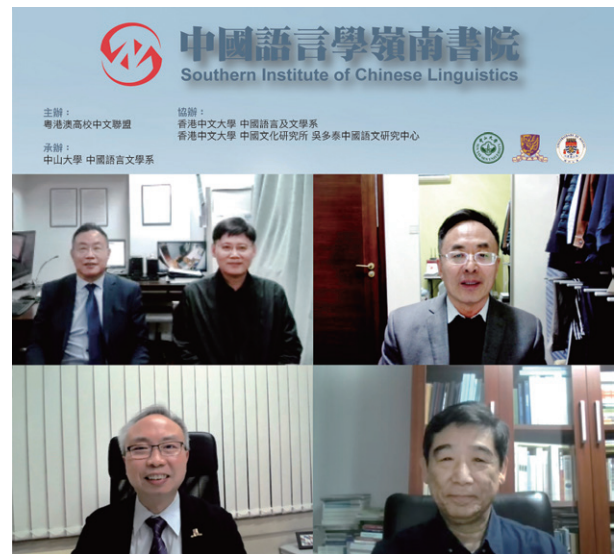 中國語言學嶺南書院
Southern Institute of Chinese Linguistics
主辦：
粵港澳高校中文聯盟
承辦：
中山大學 中國語言文學系
協辦：
香港中文大學 中國語言及文學系
香港中文大學 中國文化研究所 吳多泰中國語文研究中心